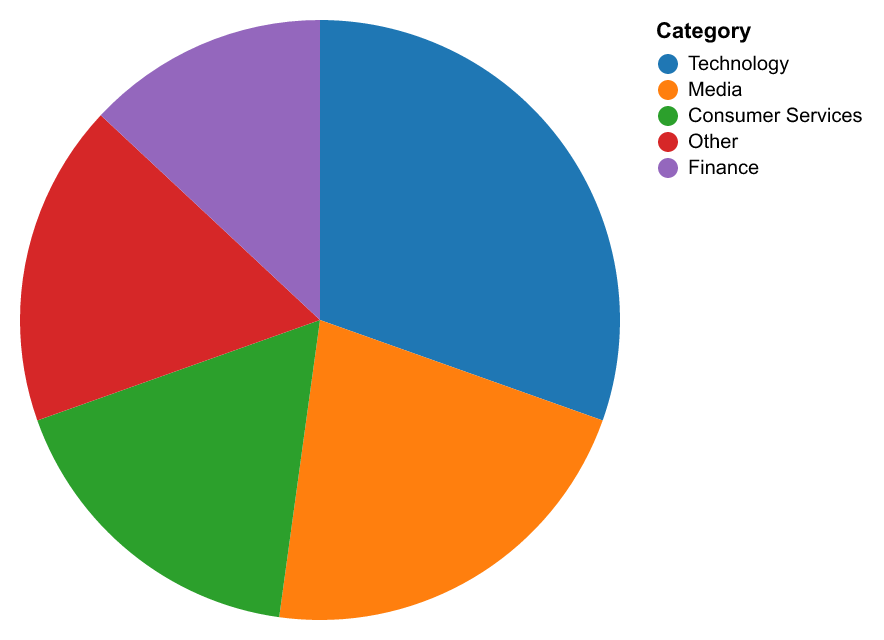 Category
Technology
Media
Consumer Services
Other
Finance